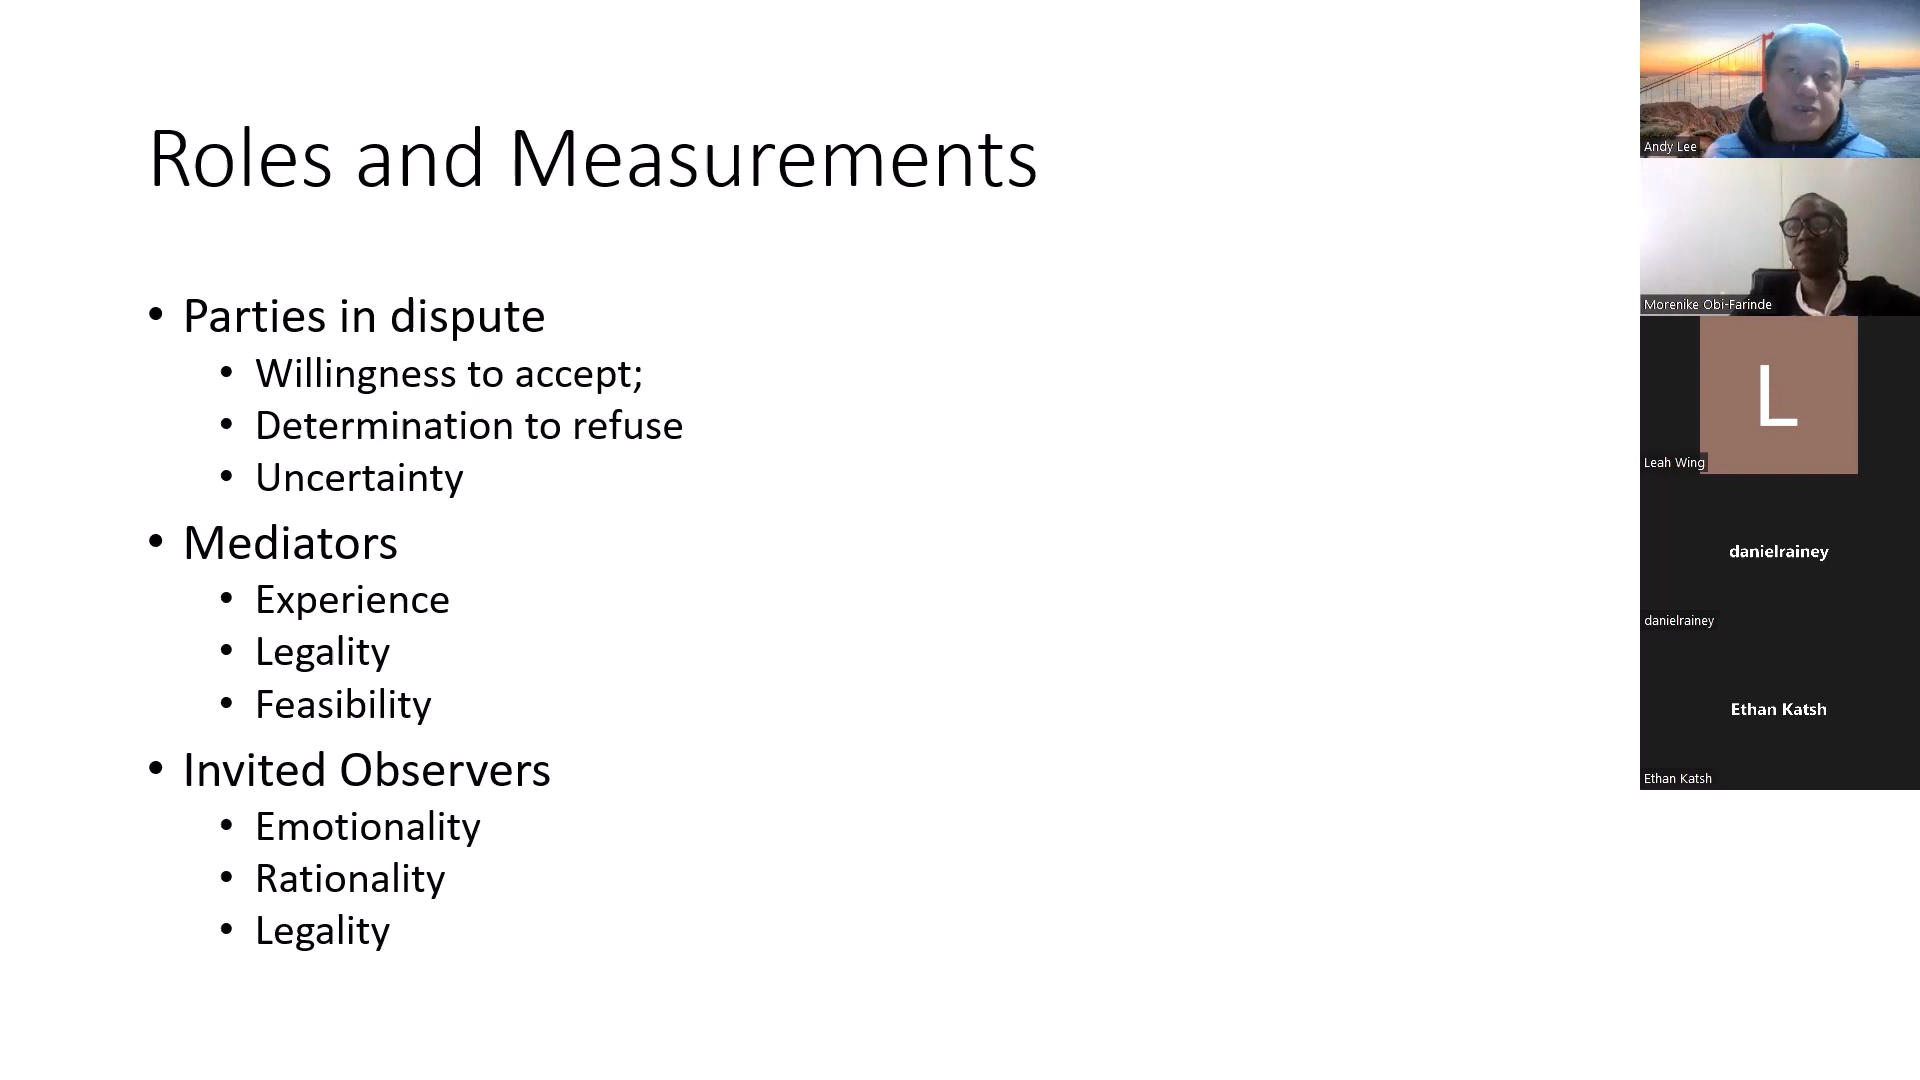 Roles and Measurements
• Parties in dispute
• Willingness to accept;
• Determination to refuse
• Uncertainty
• Mediators
• Experience
• Legality
• Feasibility
• Invited Observers
• Emotionality
• Rationality
• Legality
Andy Lee
Morenike Obi-Farinde
L
Leah Wing
danielrainey
danielrainey
Ethan Katsh
Ethan Katsh